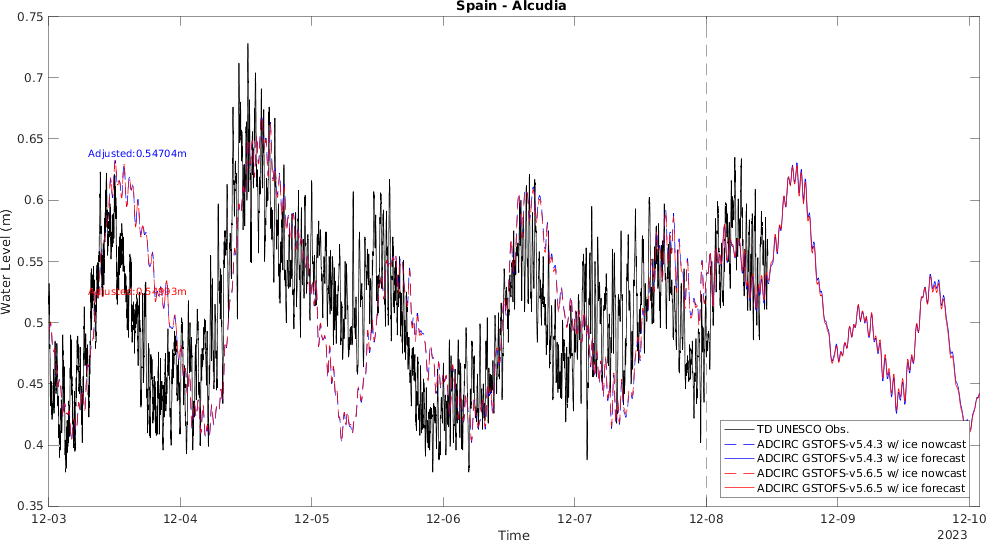 Spain - Alcudia
0.75
0.7
0.65
0.6
0.55
0.5
0.45
0.4
0.35
Water Level (m)
Adjusted:0.54704m
Adjusted:0.54993m
TD UNESCO Obs.
ADCIRC GSTOFS-v5.4.3 w/ ice nowcast
ADCIRC GSTOFS-v5.4.3 w/ ice forecast
ADCIRC GSTOFS-v5.6.5 w/ ice nowcast
ADCIRC GSTOFS-v5.6.5 w/ ice forecast
12-03 12-04 12-05 12-06 12-07 12-08 12-09 12-10
Time
2023